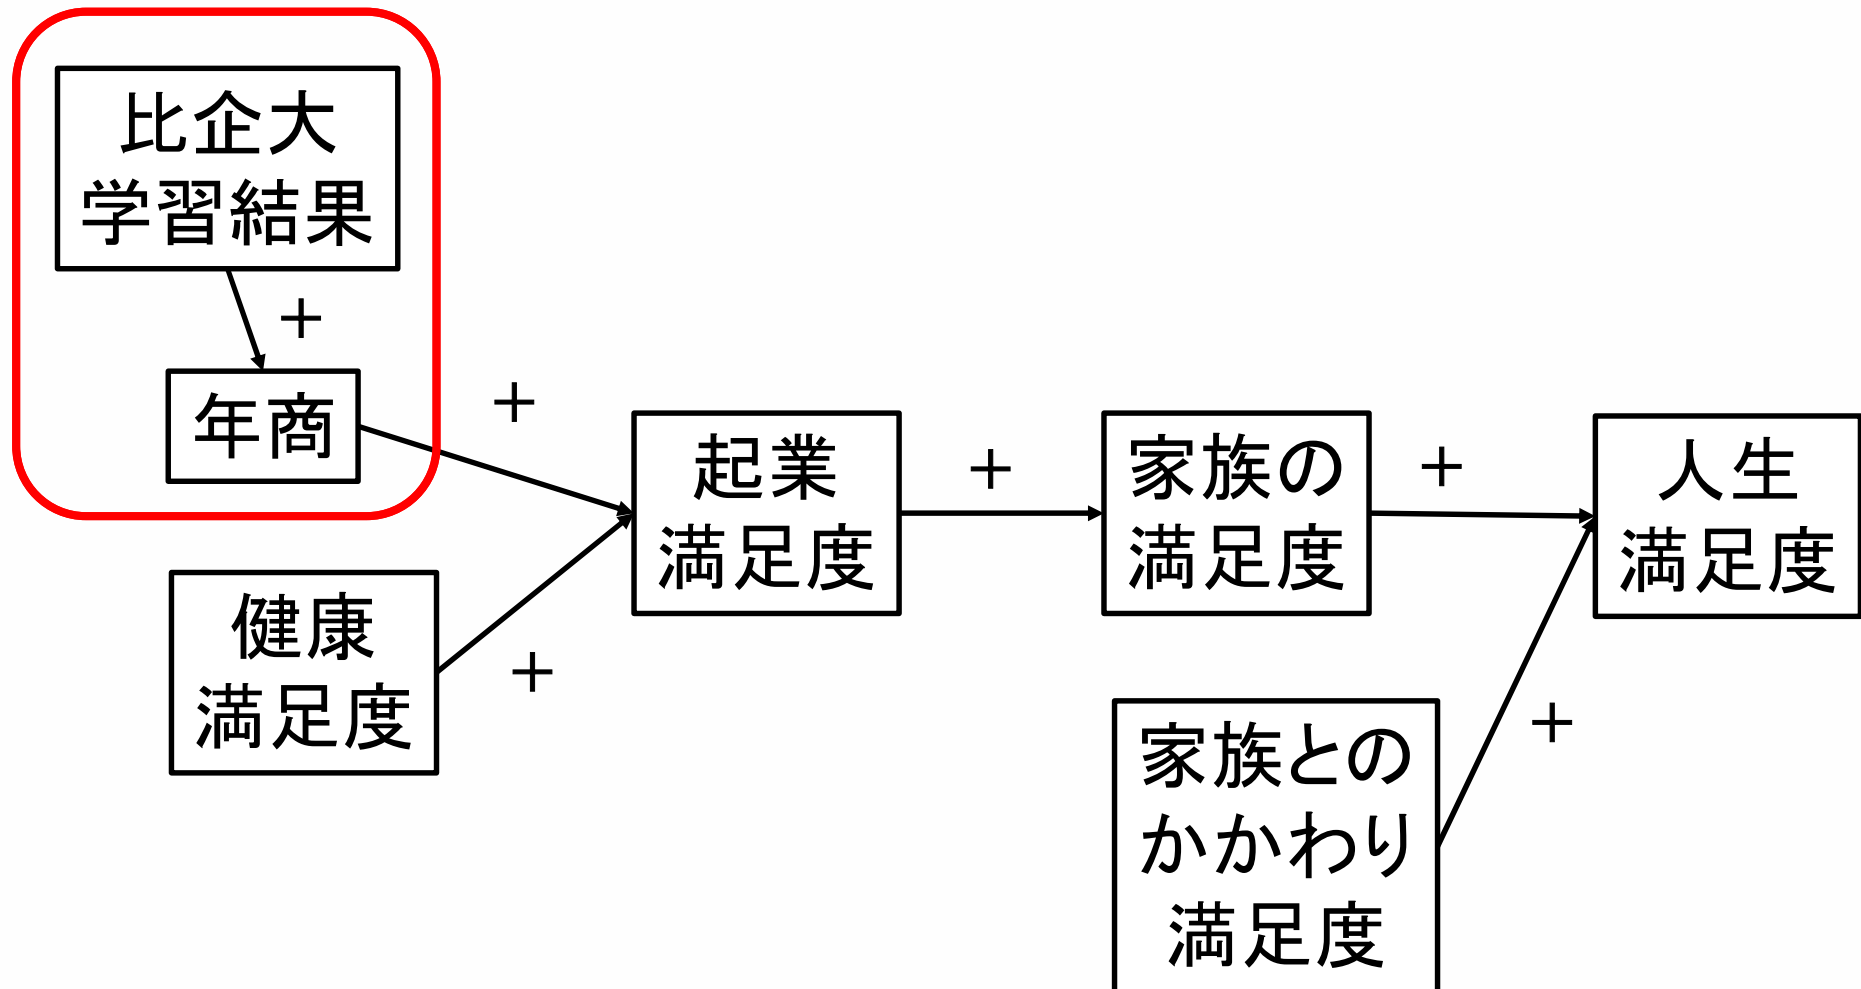 比企大
学習結果
+
年商
+
健康
満足度
+
起業
満足度
+
家族の
満足度
+
人生
満足度
家族との
かかわり
満足度
+